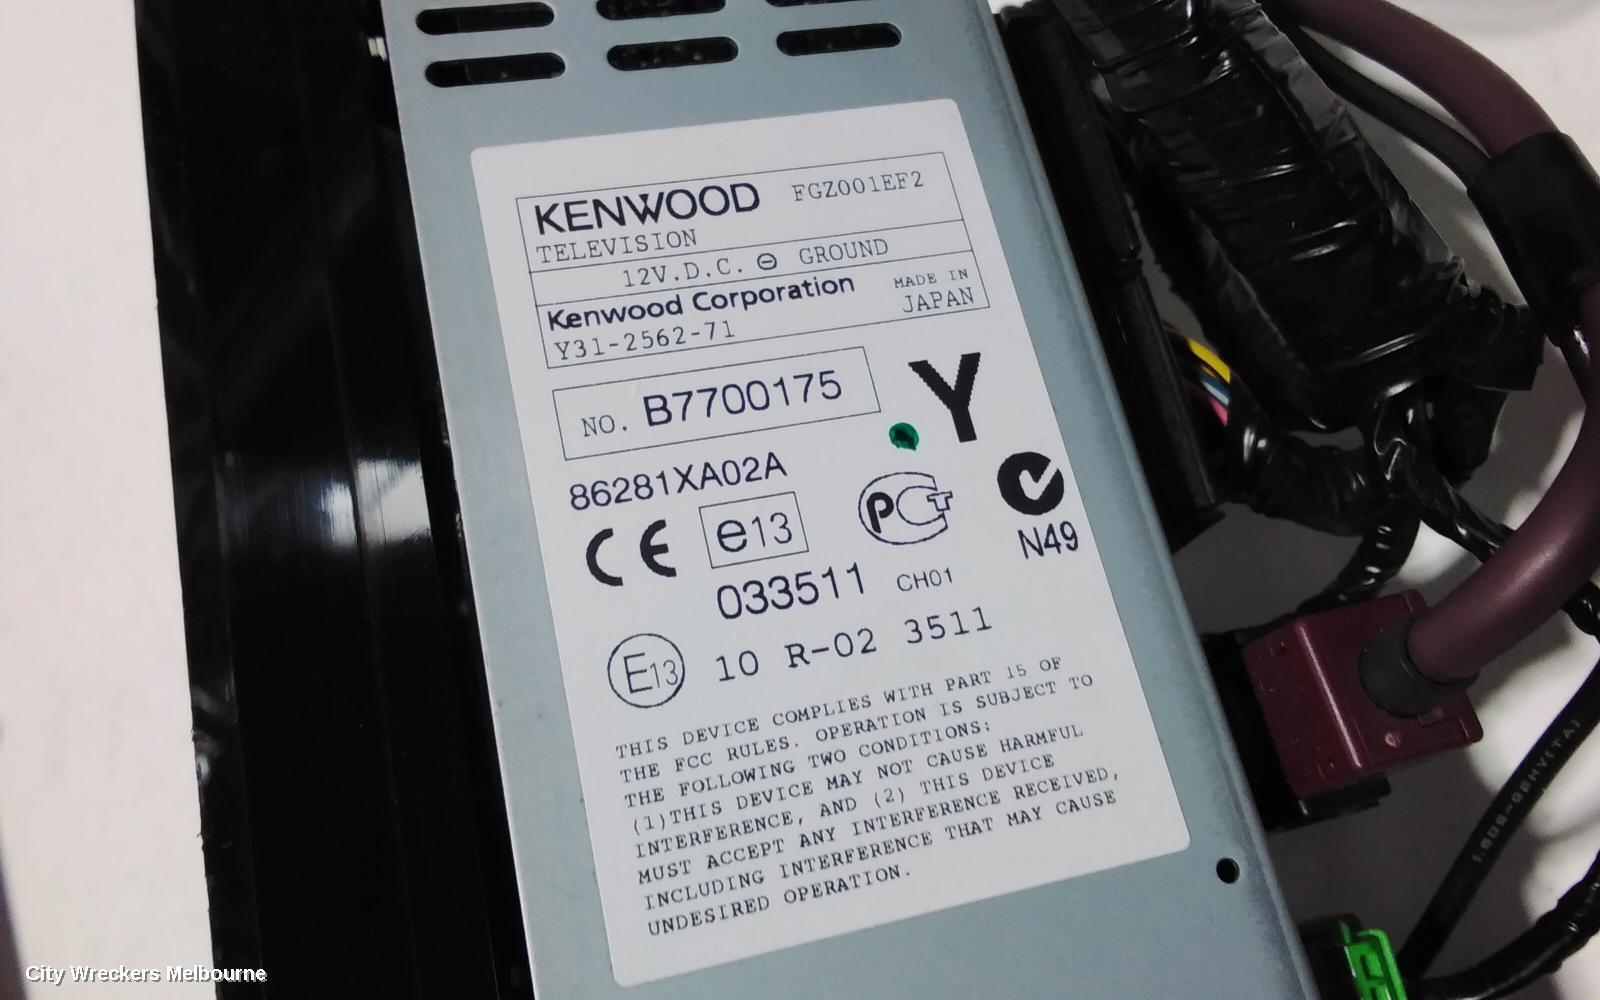 KENWOOD FGZ001EF2
TELEVISION
12V.D.C. ⊖ GROUND
Kenwood Corporation MADE IN
Y31-2562-71 JAPAN
NO. B7700175
Y
86281XA02A
CE e13 PCT
N49
033511 CH01
E13 10 R-02 3511
THIS DEVICE COMPLIES WITH PART 15 OF
THE FCC RULES. OPERATION IS SUBJECT TO
THE FOLLOWING TWO CONDITIONS:
(1)THIS DEVICE MAY NOT CAUSE HARMFUL
INTERFERENCE, AND (2) THIS DEVICE
MUST ACCEPT ANY INTERFERENCE RECEIVED,
INCLUDING INTERFERENCE THAT MAY CAUSE
UNDESIRED OPERATION.
City Wreckers Melbourne